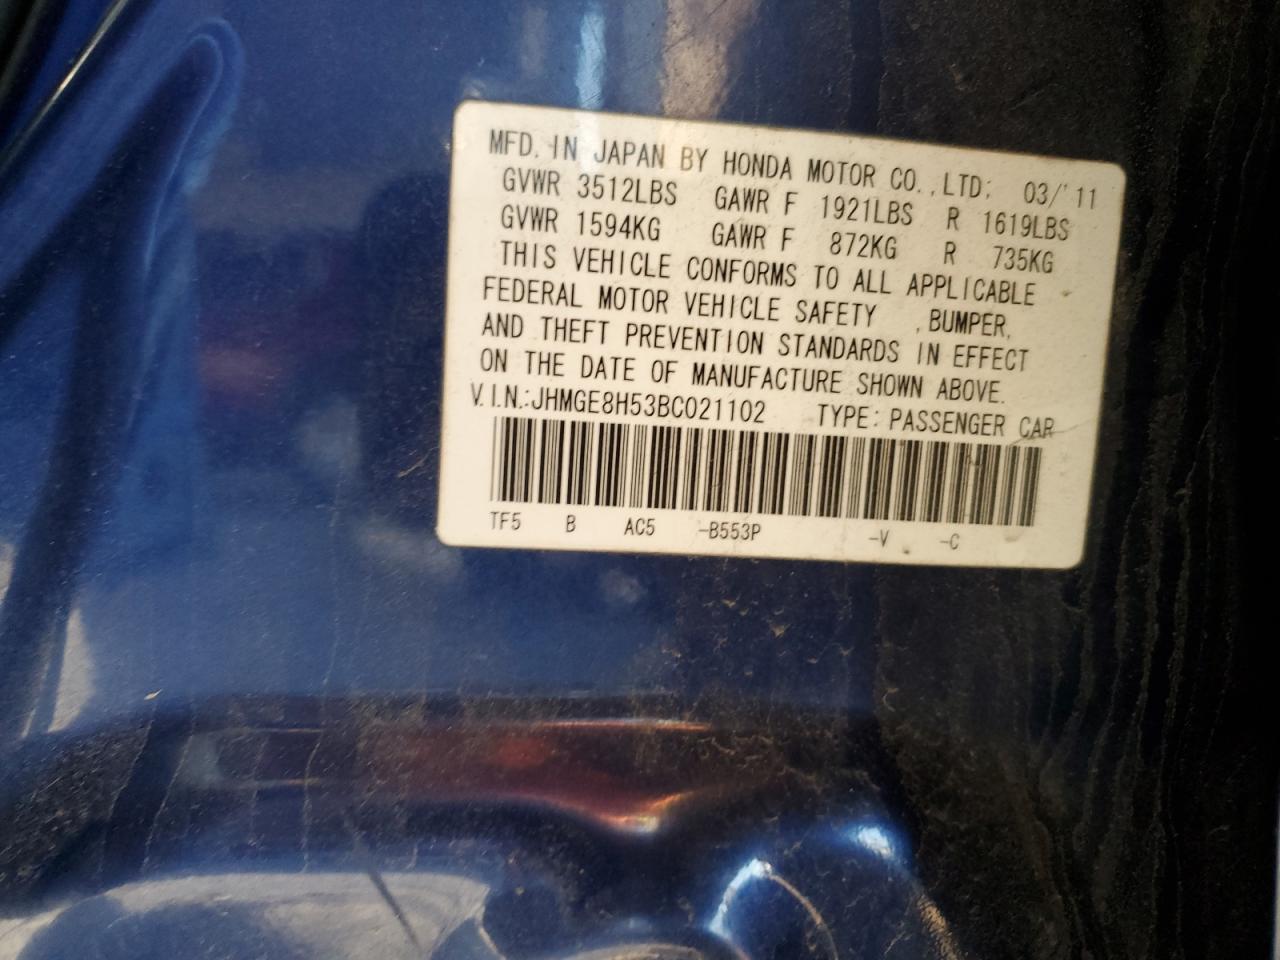 MFD. IN JAPAN BY HONDA MOTOR CO.,LTD; 03/'11
GVWR 3512LBS GAWR F 1921LBS R 1619LBS
GVWR 1594KG GAWR F 872KG R 735KG
THIS VEHICLE CONFORMS TO ALL APPLICABLE
FEDERAL MOTOR VEHICLE SAFETY ,BUMPER,
AND THEFT PREVENTION STANDARDS IN EFFECT
ON THE DATE OF MANUFACTURE SHOWN ABOVE.
V.I.N.:JHMGE8H53BC021102 TYPE: PASSENGER CAR
TF5 B AC5 -B553P -V -C